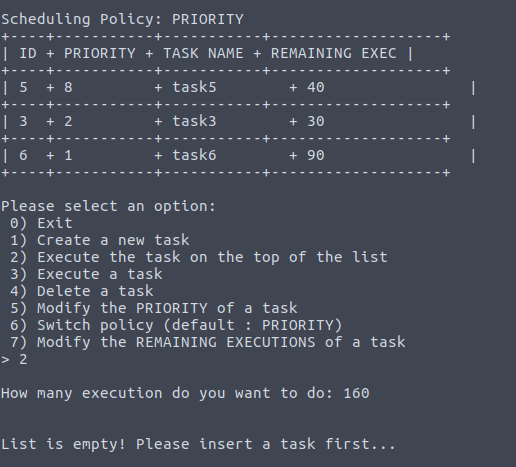 Scheduling Policy: PRIORITY
+----+-----------+-----------+-------------------+
| ID + PRIORITY + TASK NAME + REMAINING EXEC |
+----+-----------+-----------+-------------------+
| 5  + 8         + task5        + 40                |
+----+-----------+-----------+-------------------+
| 3  + 2         + task3        + 30                |
+----+-----------+-----------+-------------------+
| 6  + 1         + task6        + 90                |
+----+-----------+-----------+-------------------+
Please select an option:
0) Exit
1) Create a new task
2) Execute the task on the top of the list
3) Execute a task
4) Delete a task
5) Modify the PRIORITY of a task
6) Switch policy (default : PRIORITY)
7) Modify the REMAINING EXECUTIONS of a task
> 2
How many execution do you want to do: 160
List is empty! Please insert a task first...